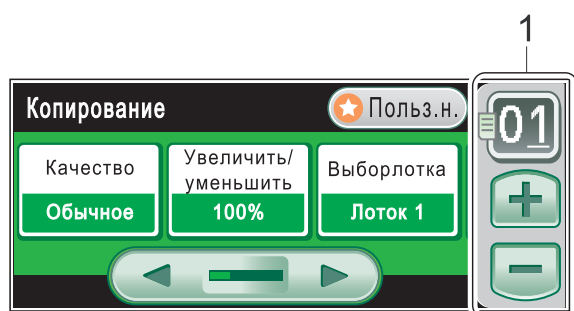 1
Копирование
Польз.н.
01
Качество
Обычное
Увеличить/
уменьшить
100%
Выборлотка
Лоток 1
+
-